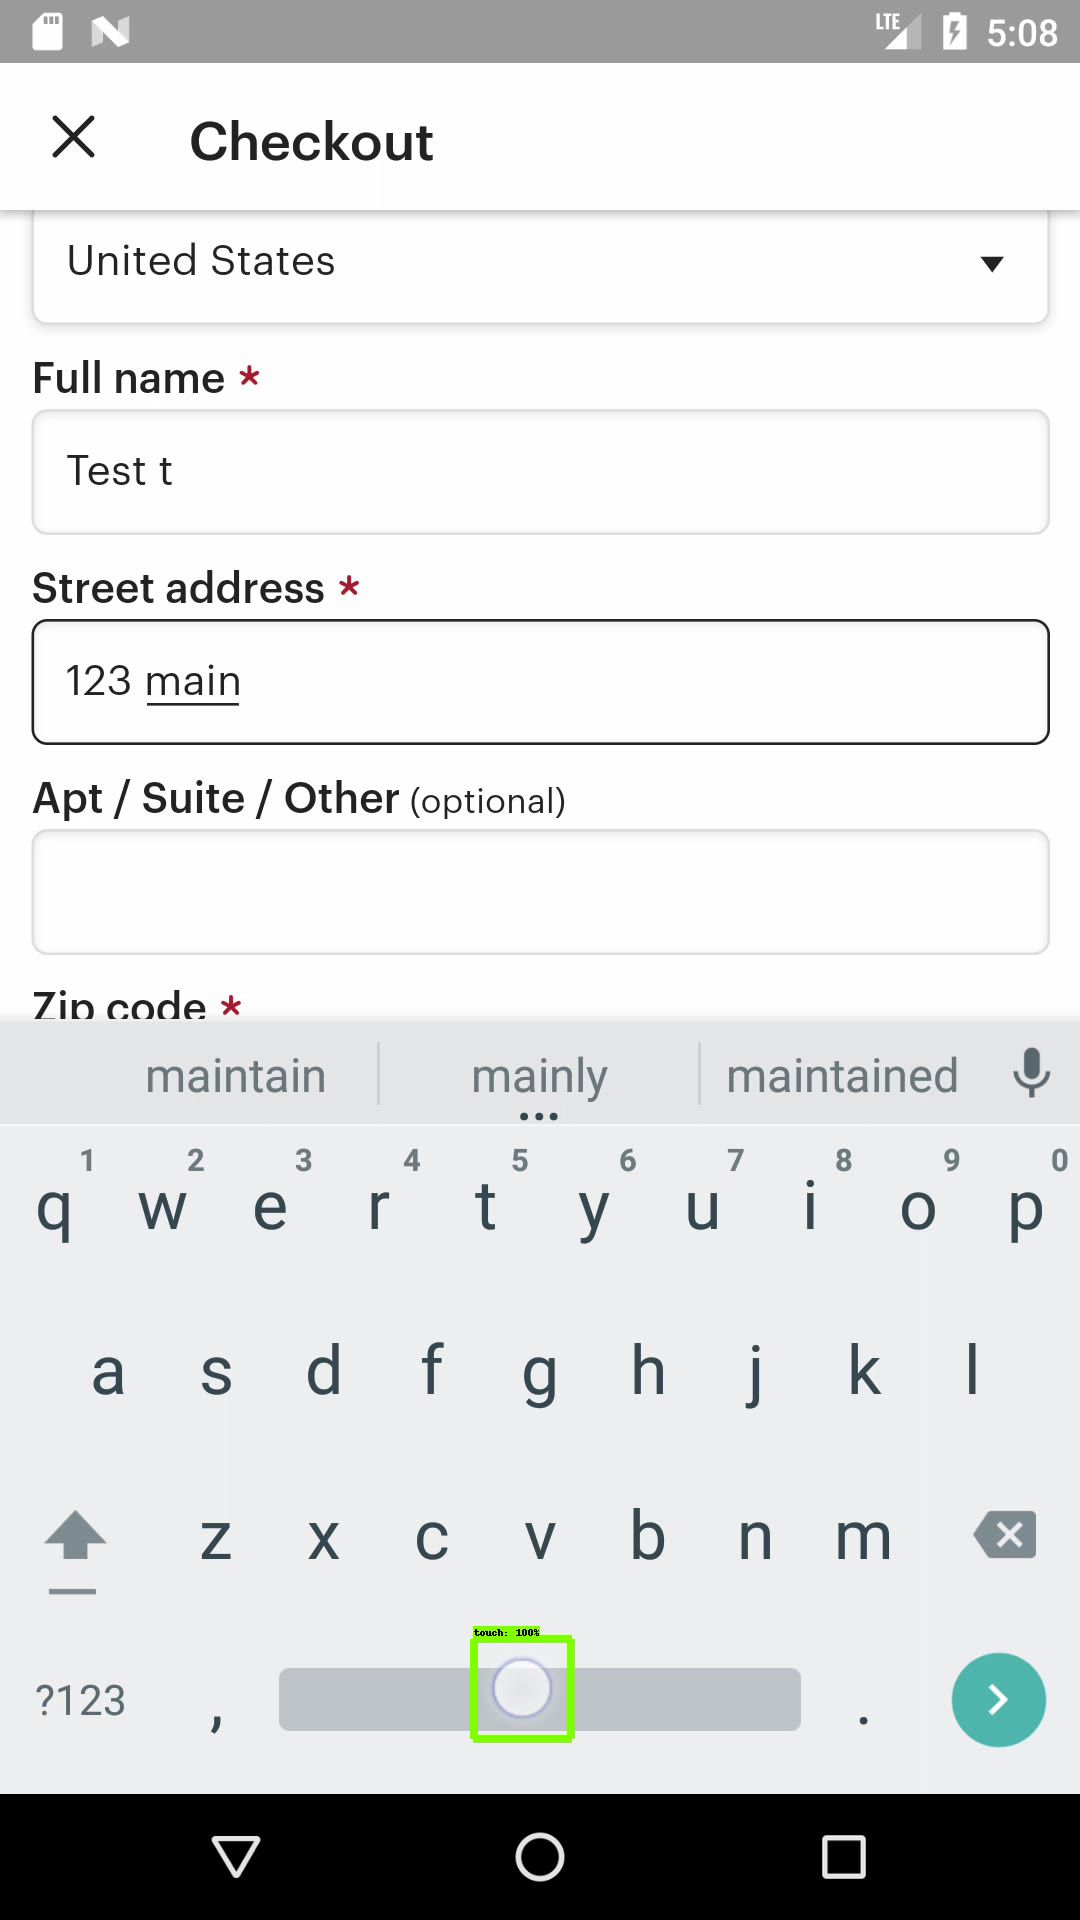 LTE 5:08
Checkout
United States
Full name *
Test t
Street address *
123 main
Apt / Suite / Other (optional)
Zip code *
maintain mainly maintained
1 2 3 4 5 6 7 8 9 0
q w e r t y u i o p
a s d f g h j k l
z x c v b n m
touch: 100%
?123 , .